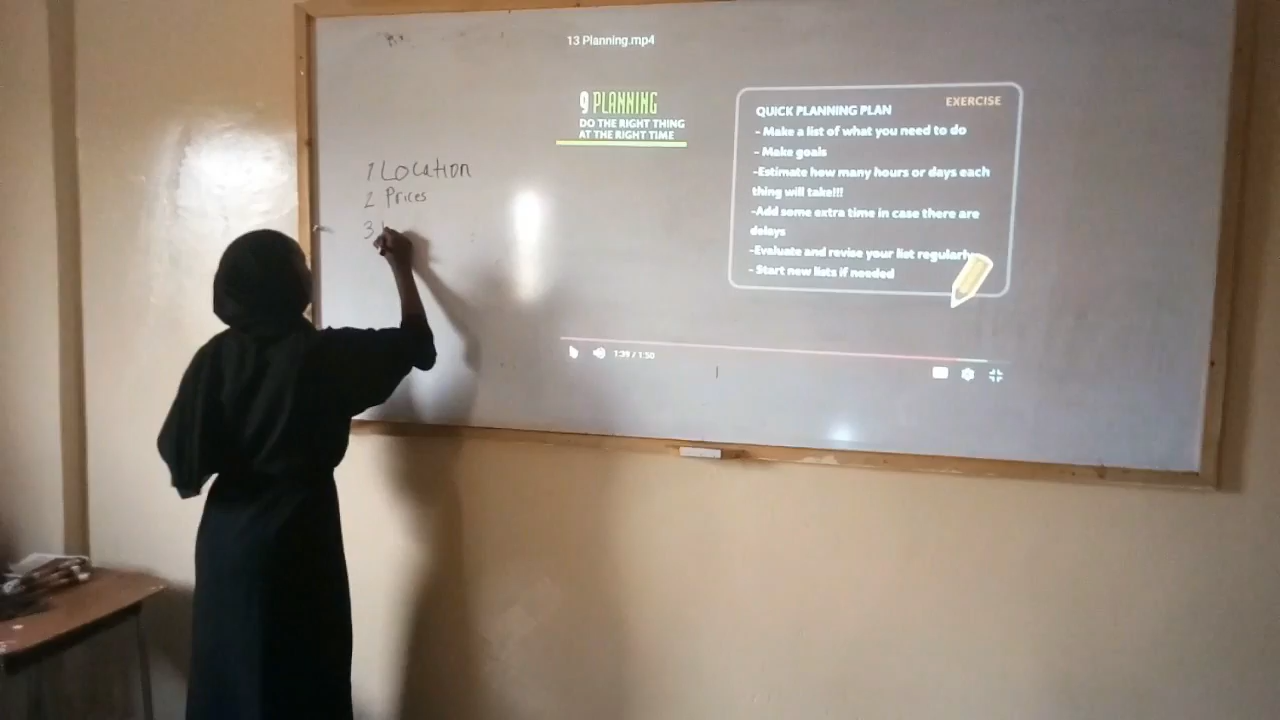 13 Planning.mp4
9 PLANNING
DO THE RIGHT THING
AT THE RIGHT TIME
EXERCISE
QUICK PLANNING PLAN
- Make a list of what you need to do
- Make goals
-Estimate how many hours or days each
thing will take!!!
-Add some extra time in case there are
delays
-Evaluate and revise your list regularly
- Start new lists if needed
1:39 / 1:50
1 Location
2 Prices
3